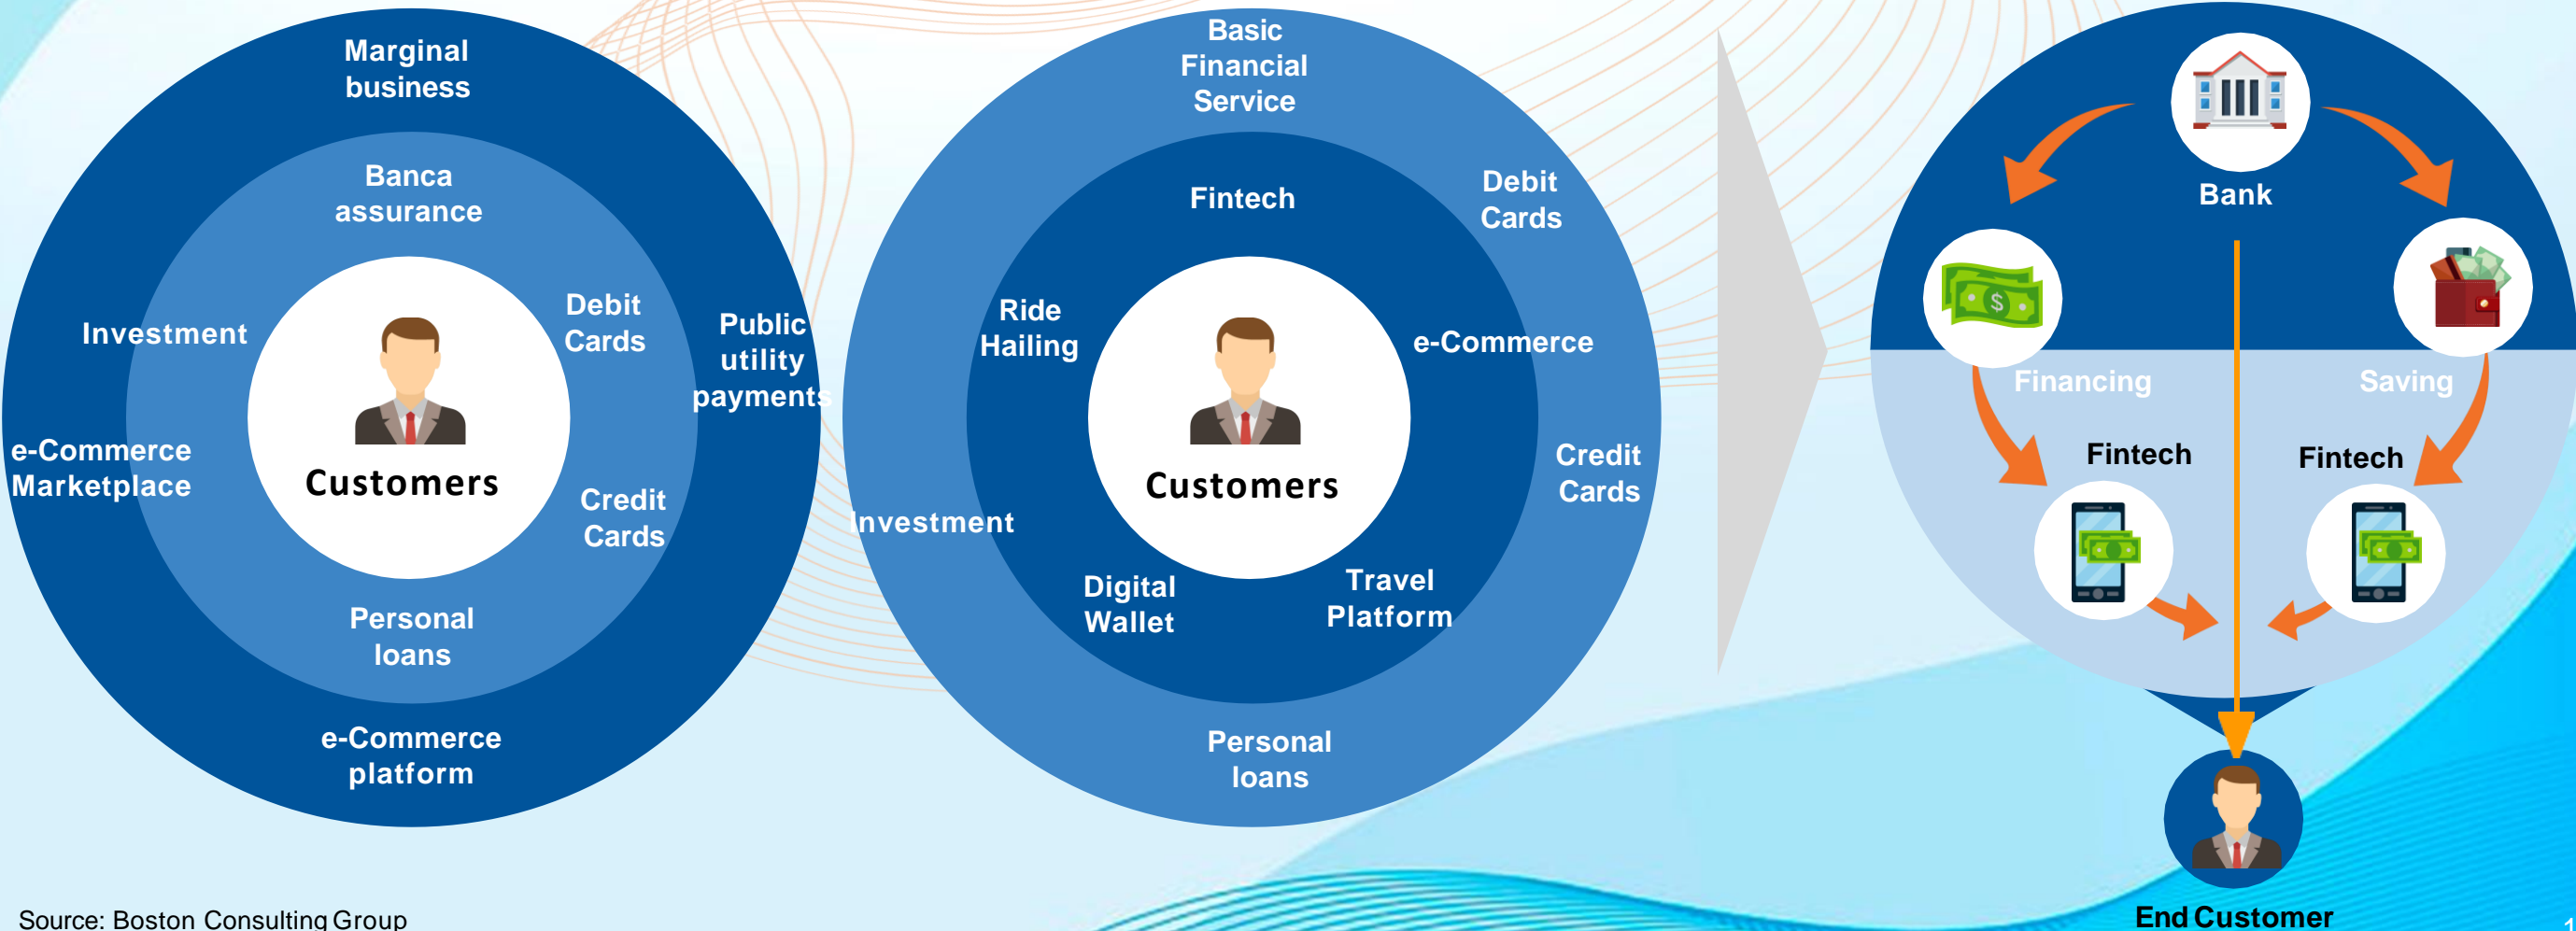 Marginal
business
Banca
assurance
Investment
Debit
Cards
Public
utility
payments
e-Commerce
Marketplace
Customers
Credit
Cards
Personal
loans
e-Commerce
platform
Basic
Financial
Service
Fintech
Debit
Cards
Ride
Hailing
e-Commerce
Customers
Credit
Cards
Investment
Digital
Wallet
Travel
Platform
Personal
loans
Bank
$
Financing
Saving
Fintech
Fintech
End Customer
Source: Boston Consulting Group